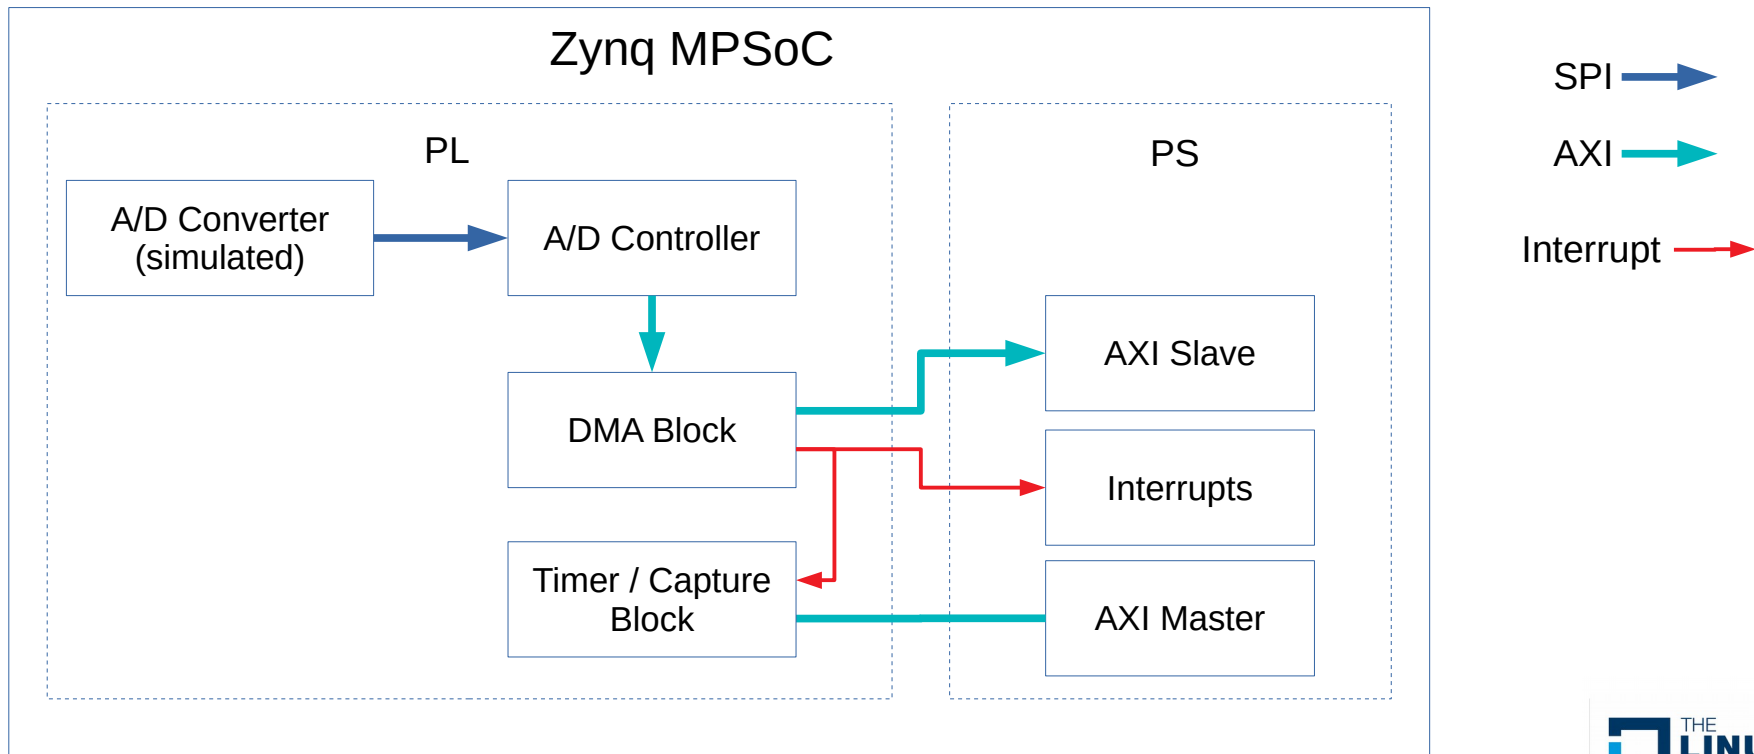 Zynq MPSoC
PL
PS
A/D Converter
(simulated)
A/D Controller
DMA Block
Timer / Capture
Block
AXI Slave
Interrupts
AXI Master
SPI
AXI
Interrupt
THE